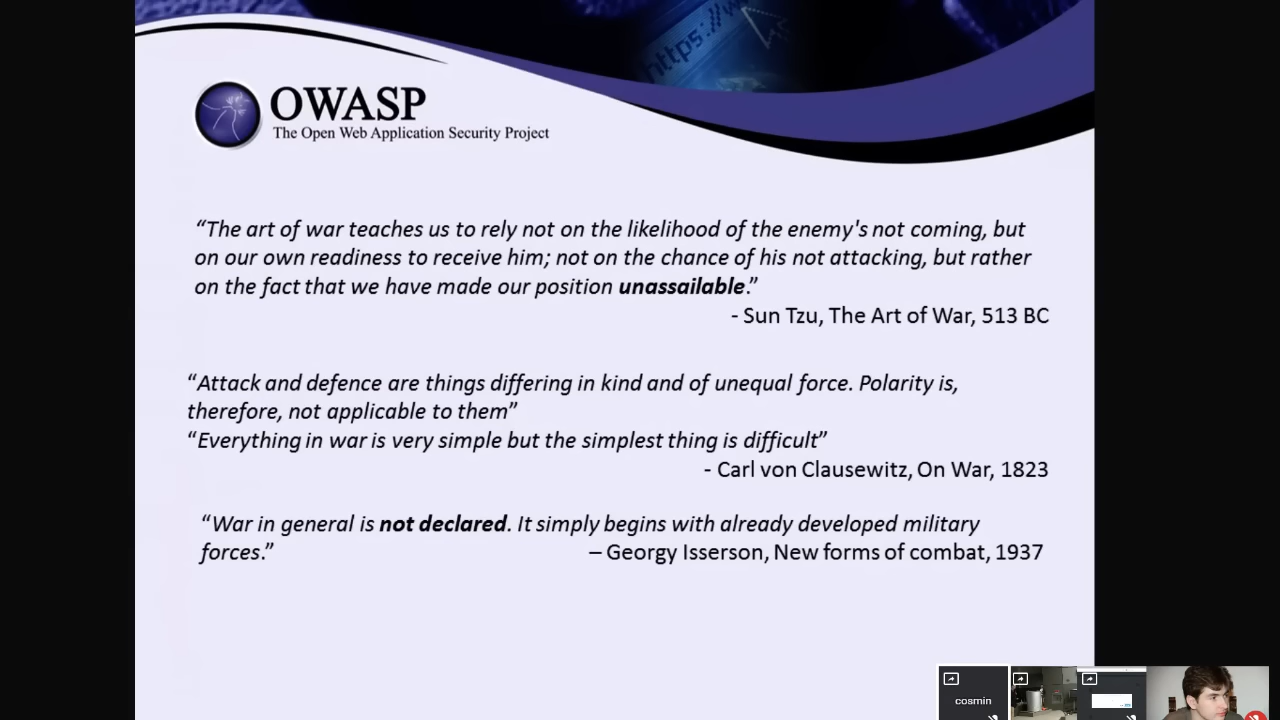 https://w
OWASP
The Open Web Application Security Project
“The art of war teaches us to rely not on the likelihood of the enemy's not coming, but
on our own readiness to receive him; not on the chance of his not attacking, but rather
on the fact that we have made our position unassailable.”
- Sun Tzu, The Art of War, 513 BC
“Attack and defence are things differing in kind and of unequal force. Polarity is,
therefore, not applicable to them”
“Everything in war is very simple but the simplest thing is difficult”
- Carl von Clausewitz, On War, 1823
“War in general is not declared. It simply begins with already developed military
forces.” – Georgy Isserson, New forms of combat, 1937
cosmin